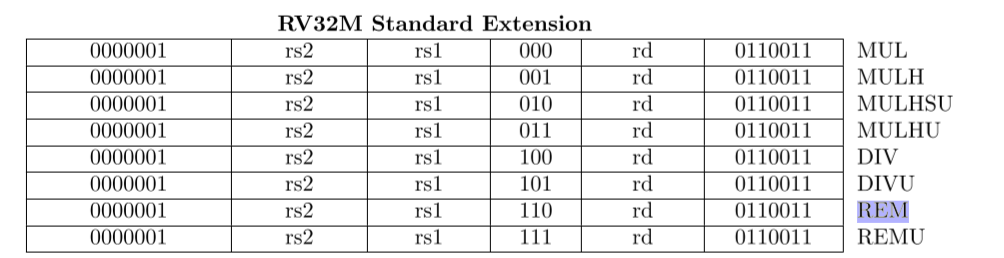 RV32M Standard Extension
0000001 rs2 rs1 000 rd 0110011 MUL
0000001 rs2 rs1 001 rd 0110011 MULH
0000001 rs2 rs1 010 rd 0110011 MULHSU
0000001 rs2 rs1 011 rd 0110011 MULHU
0000001 rs2 rs1 100 rd 0110011 DIV
0000001 rs2 rs1 101 rd 0110011 DIVU
0000001 rs2 rs1 110 rd 0110011 REM
0000001 rs2 rs1 111 rd 0110011 REMU